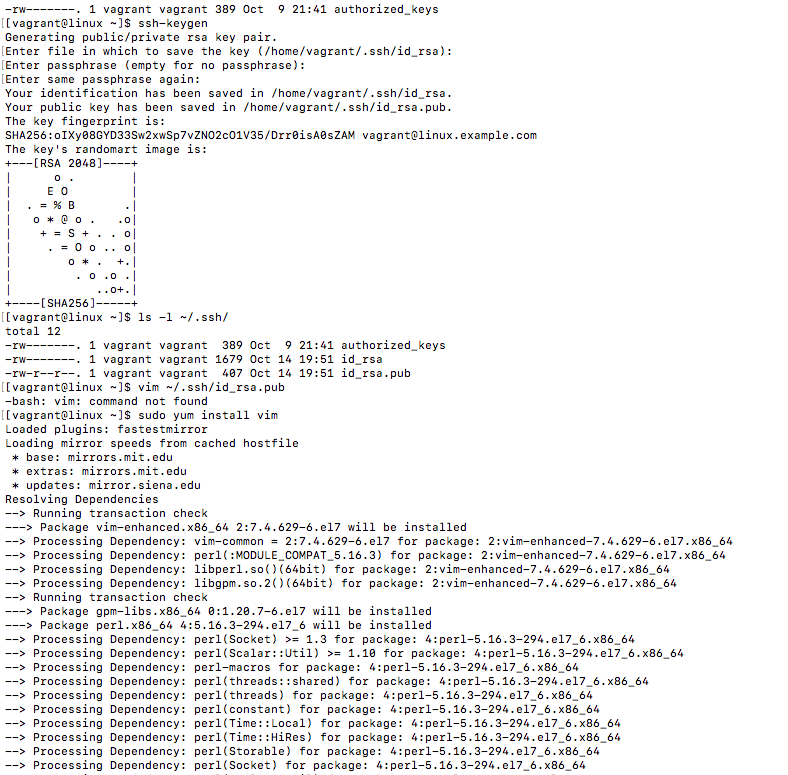 -rw-------. 1 vagrant vagrant 389 Oct  9 21:41 authorized_keys
[[vagrant@linux ~]$ ssh-keygen
Generating public/private rsa key pair.
[Enter file in which to save the key (/home/vagrant/.ssh/id_rsa):
[Enter passphrase (empty for no passphrase):
[Enter same passphrase again:
Your identification has been saved in /home/vagrant/.ssh/id_rsa.
Your public key has been saved in /home/vagrant/.ssh/id_rsa.pub.
The key fingerprint is:
SHA256:oIXy08GYD33Sw2xwSp7vZNO2cO1V35/Drr0isA0sZAM vagrant@linux.example.com
The key's randomart image is:
+---[RSA 2048]----+
|      o .        |
|     E O         |
|  . = % B       .|
|   o * @ o .   .o|
|    + = S + . . o|
|     . = O o .. o|
|        o * .  +.|
|         . o .o .|
|            ..o+.|
+----[SHA256]-----+
[[vagrant@linux ~]$ ls -l ~/.ssh/
total 12
-rw-------. 1 vagrant vagrant  389 Oct  9 21:41 authorized_keys
-rw-------. 1 vagrant vagrant 1679 Oct 14 19:51 id_rsa
-rw-r--r--. 1 vagrant vagrant  407 Oct 14 19:51 id_rsa.pub
[[vagrant@linux ~]$ vim ~/.ssh/id_rsa.pub
-bash: vim: command not found
[[vagrant@linux ~]$ sudo yum install vim
Loaded plugins: fastestmirror
Loading mirror speeds from cached hostfile
 * base: mirrors.mit.edu
 * extras: mirrors.mit.edu
 * updates: mirror.siena.edu
Resolving Dependencies
--> Running transaction check
---> Package vim-enhanced.x86_64 2:7.4.629-6.el7 will be installed
--> Processing Dependency: vim-common = 2:7.4.629-6.el7 for package: 2:vim-enhanced-7.4.629-6.el7.x86_64
--> Processing Dependency: perl(:MODULE_COMPAT_5.16.3) for package: 2:vim-enhanced-7.4.629-6.el7.x86_64
--> Processing Dependency: libperl.so()(64bit) for package: 2:vim-enhanced-7.4.629-6.el7.x86_64
--> Processing Dependency: libgpm.so.2()(64bit) for package: 2:vim-enhanced-7.4.629-6.el7.x86_64
--> Running transaction check
---> Package gpm-libs.x86_64 0:1.20.7-6.el7 will be installed
---> Package perl.x86_64 4:5.16.3-294.el7_6 will be installed
--> Processing Dependency: perl(Socket) >= 1.3 for package: 4:perl-5.16.3-294.el7_6.x86_64
--> Processing Dependency: perl(Scalar::Util) >= 1.10 for package: 4:perl-5.16.3-294.el7_6.x86_64
--> Processing Dependency: perl-macros for package: 4:perl-5.16.3-294.el7_6.x86_64
--> Processing Dependency: perl(threads::shared) for package: 4:perl-5.16.3-294.el7_6.x86_64
--> Processing Dependency: perl(threads) for package: 4:perl-5.16.3-294.el7_6.x86_64
--> Processing Dependency: perl(constant) for package: 4:perl-5.16.3-294.el7_6.x86_64
--> Processing Dependency: perl(Time::Local) for package: 4:perl-5.16.3-294.el7_6.x86_64
--> Processing Dependency: perl(Time::HiRes) for package: 4:perl-5.16.3-294.el7_6.x86_64
--> Processing Dependency: perl(Storable) for package: 4:perl-5.16.3-294.el7_6.x86_64
--> Processing Dependency: perl(Socket) for package: 4:perl-5.16.3-294.el7_6.x86_64